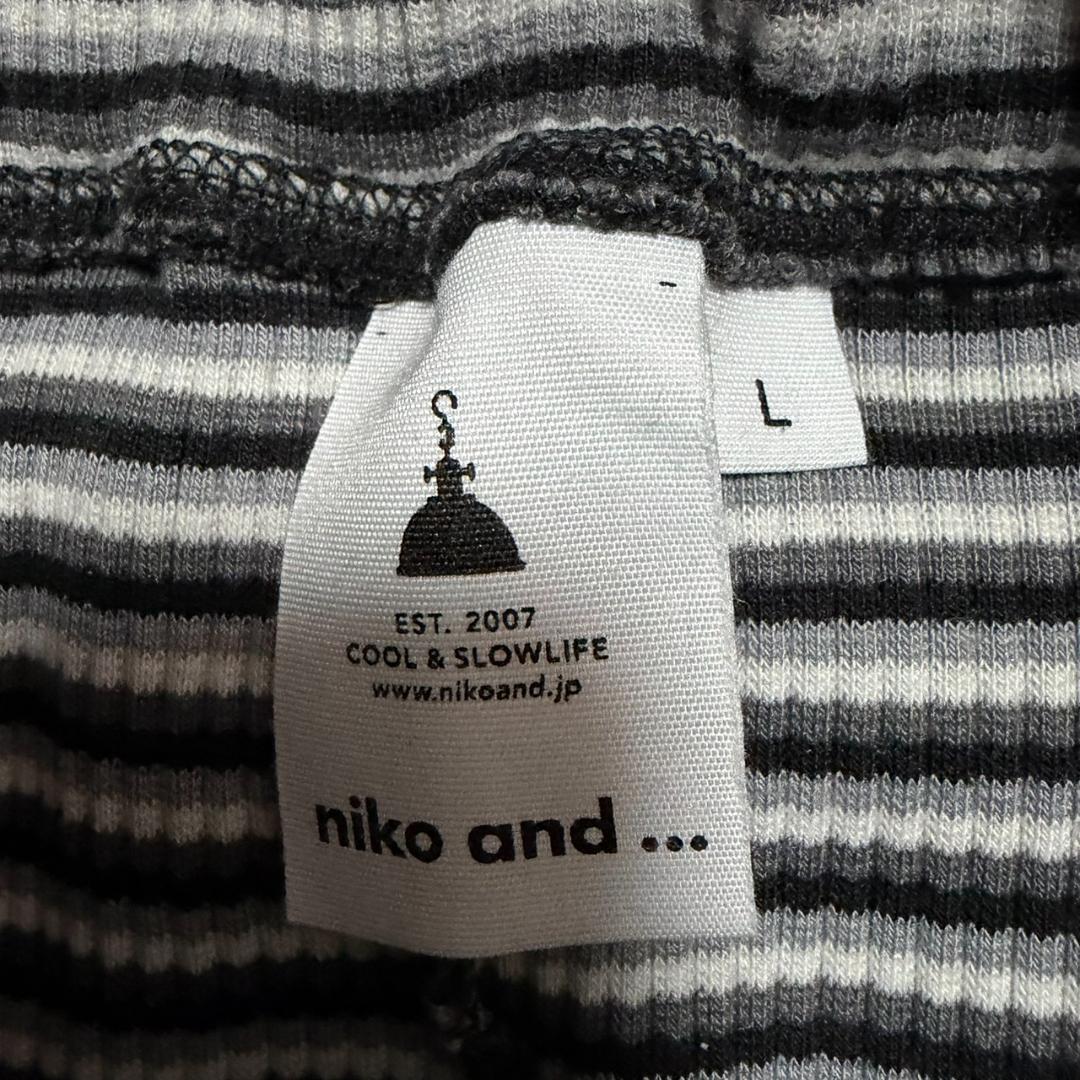 L
EST. 2007
COOL & SLOWLIFE
www.nikoand.jp
niko and ...